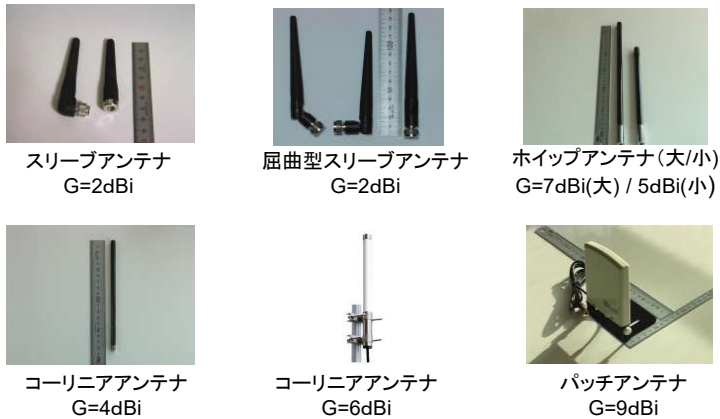 スリーブアンテナ
G=2dBi
屈曲型スリーブアンテナ
G=2dBi
ホイップアンテナ(大/小)
G=7dBi(大) / 5dBi(小)
コーリニアアンテナ
G=4dBi
コーリニアアンテナ
G=6dBi
パッチアンテナ
G=9dBi